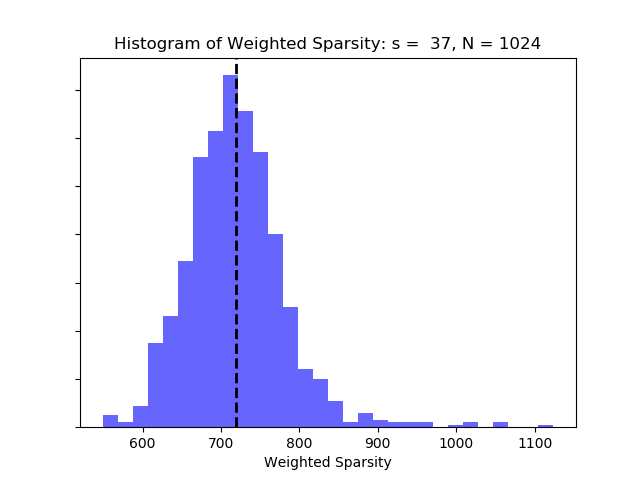 Histogram of Weighted Sparsity: s =  37, N = 1024
600 700 800 900 1000 1100
Weighted Sparsity